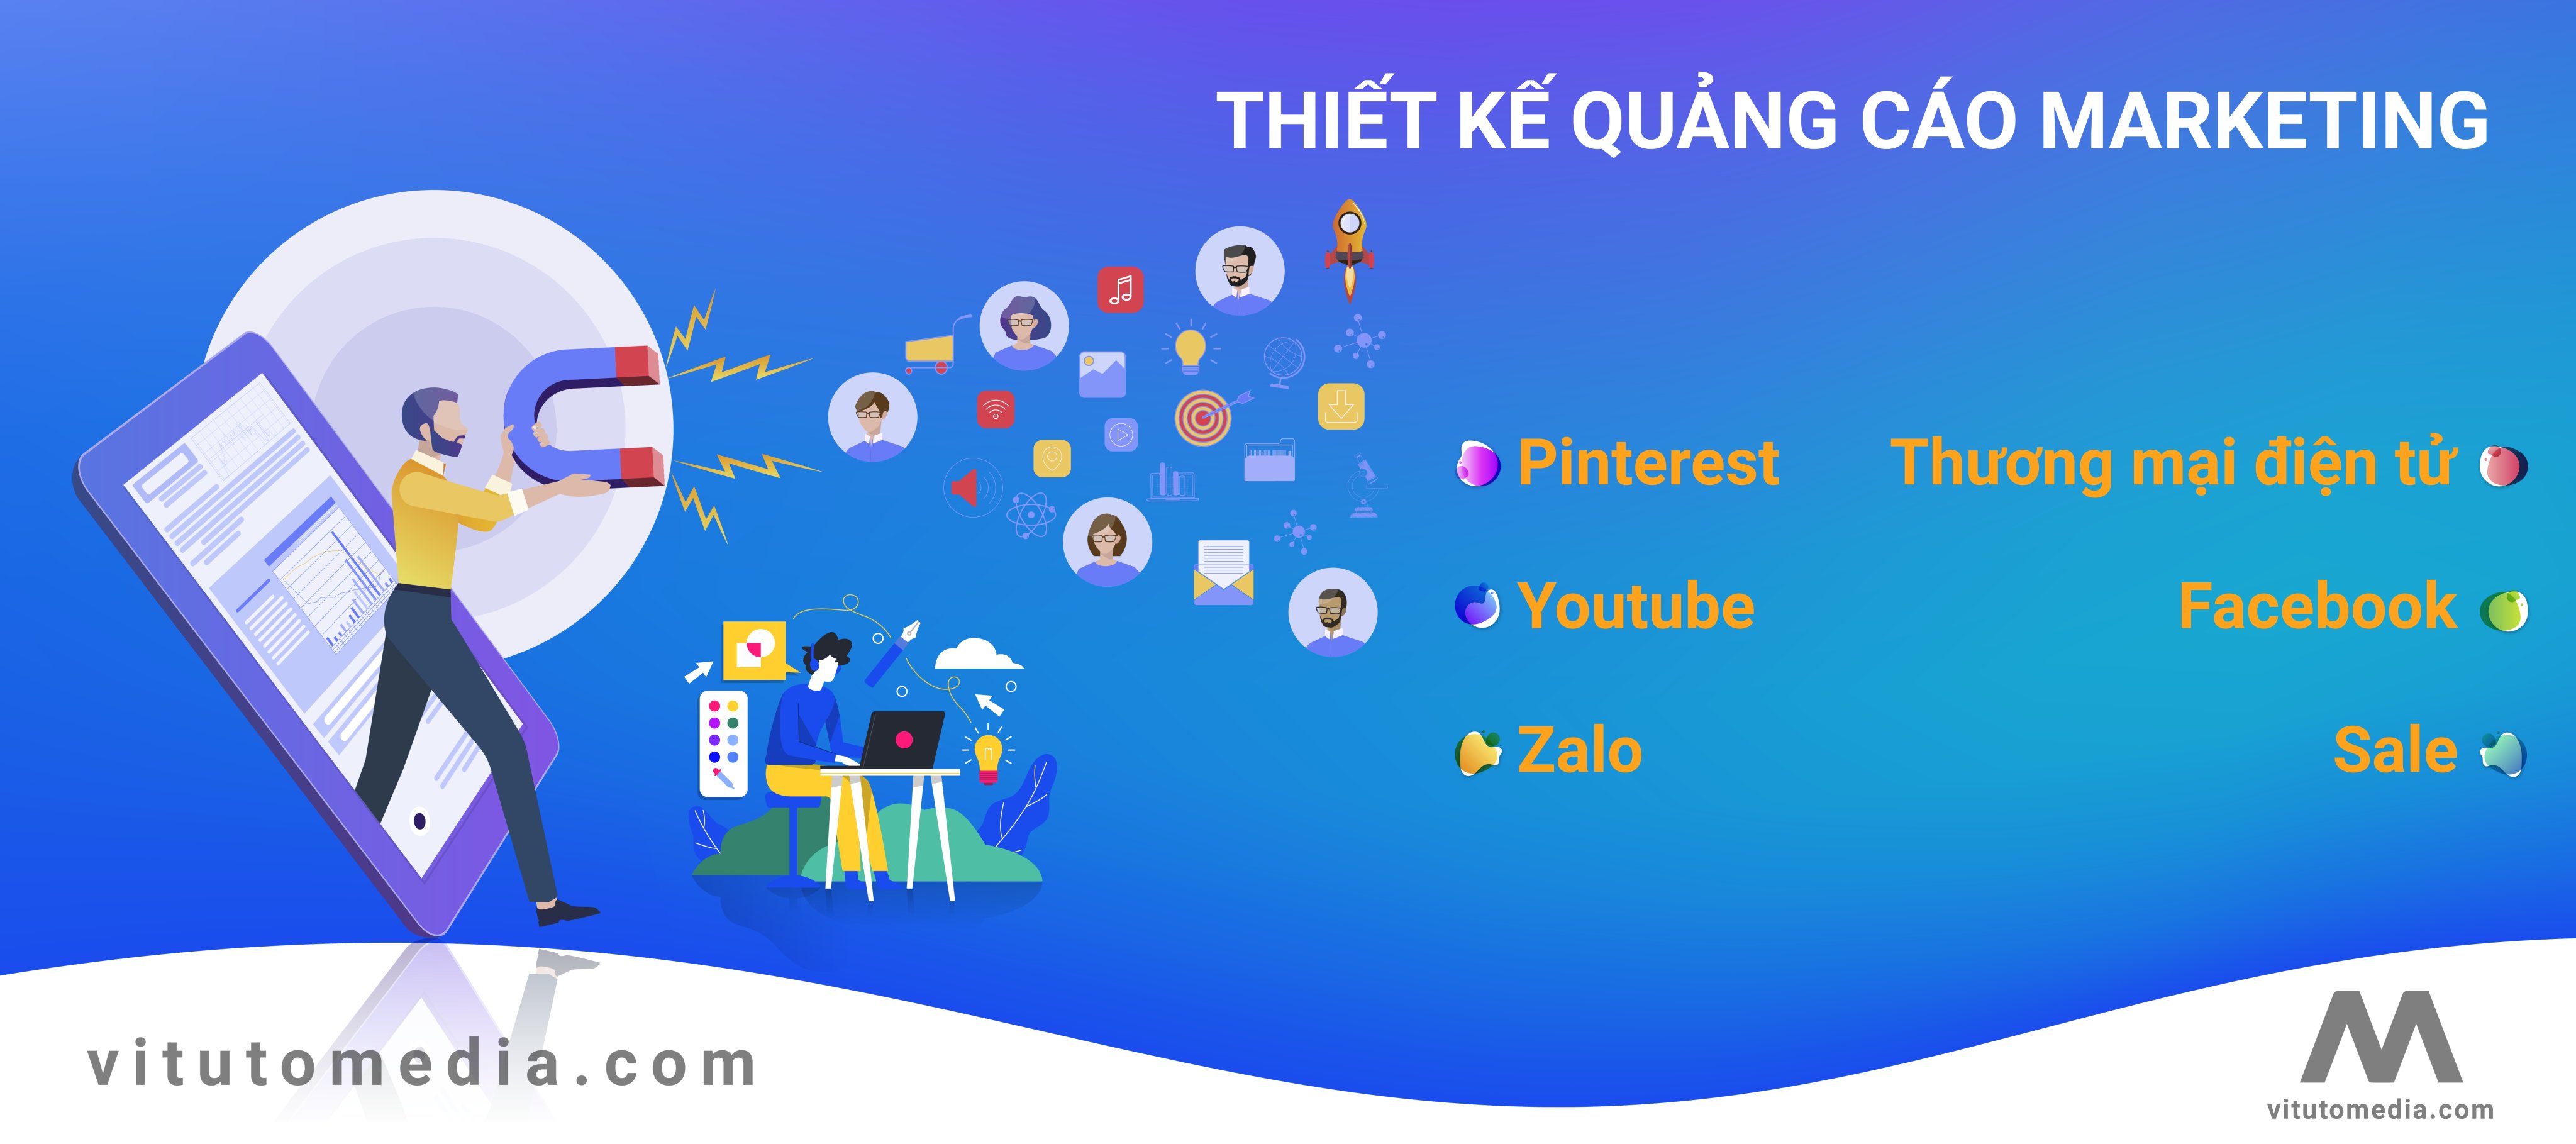 THIẾT KẾ QUẢNG CÁO MARKETING
Pinterest
Thương mại điện tử
Youtube
Facebook
Zalo
Sale
vitutomedia.com
vitutomedia.com